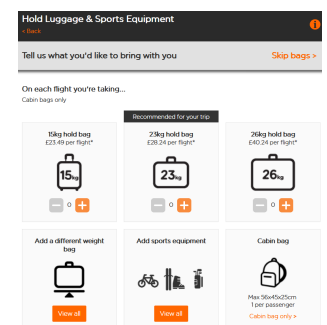 Hold Luggage & Sports Equipment
< Back
Tell us what you'd like to bring with you
Skip bags >
On each flight you're taking...
Cabin bags only
Recommended for your trip
15kg hold bag
£23.49 per flight*
15kg
0
23kg hold bag
£28.24 per flight*
23kg
0
26kg hold bag
£40.24 per flight*
26kg
0
Add a different weight
bag
View all
Add sports equipment
View all
Cabin bag
Max 56x45x25cm
1 per passenger
Cabin bag only >